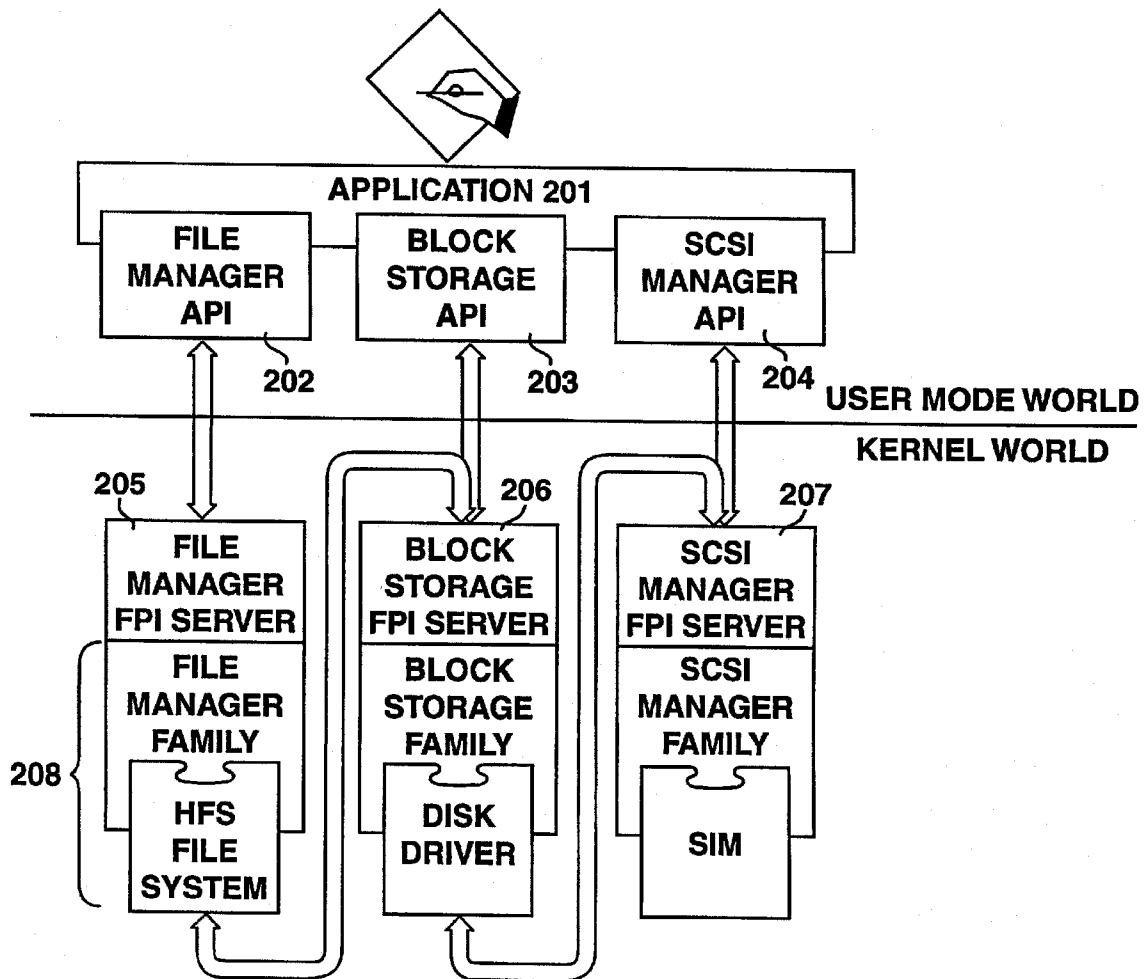 APPLICATION 201
FILE
MANAGER
API
BLOCK
STORAGE
API
SCSI
MANAGER
API
202
203
204
USER MODE WORLD
KERNEL WORLD
205
206
207
FILE
MANAGER
FPI SERVER
BLOCK
STORAGE
FPI SERVER
SCSI
MANAGER
FPI SERVER
FILE
MANAGER
FAMILY
BLOCK
STORAGE
FAMILY
SCSI
MANAGER
FAMILY
208
HFS
FILE
SYSTEM
DISK
DRIVER
SIM